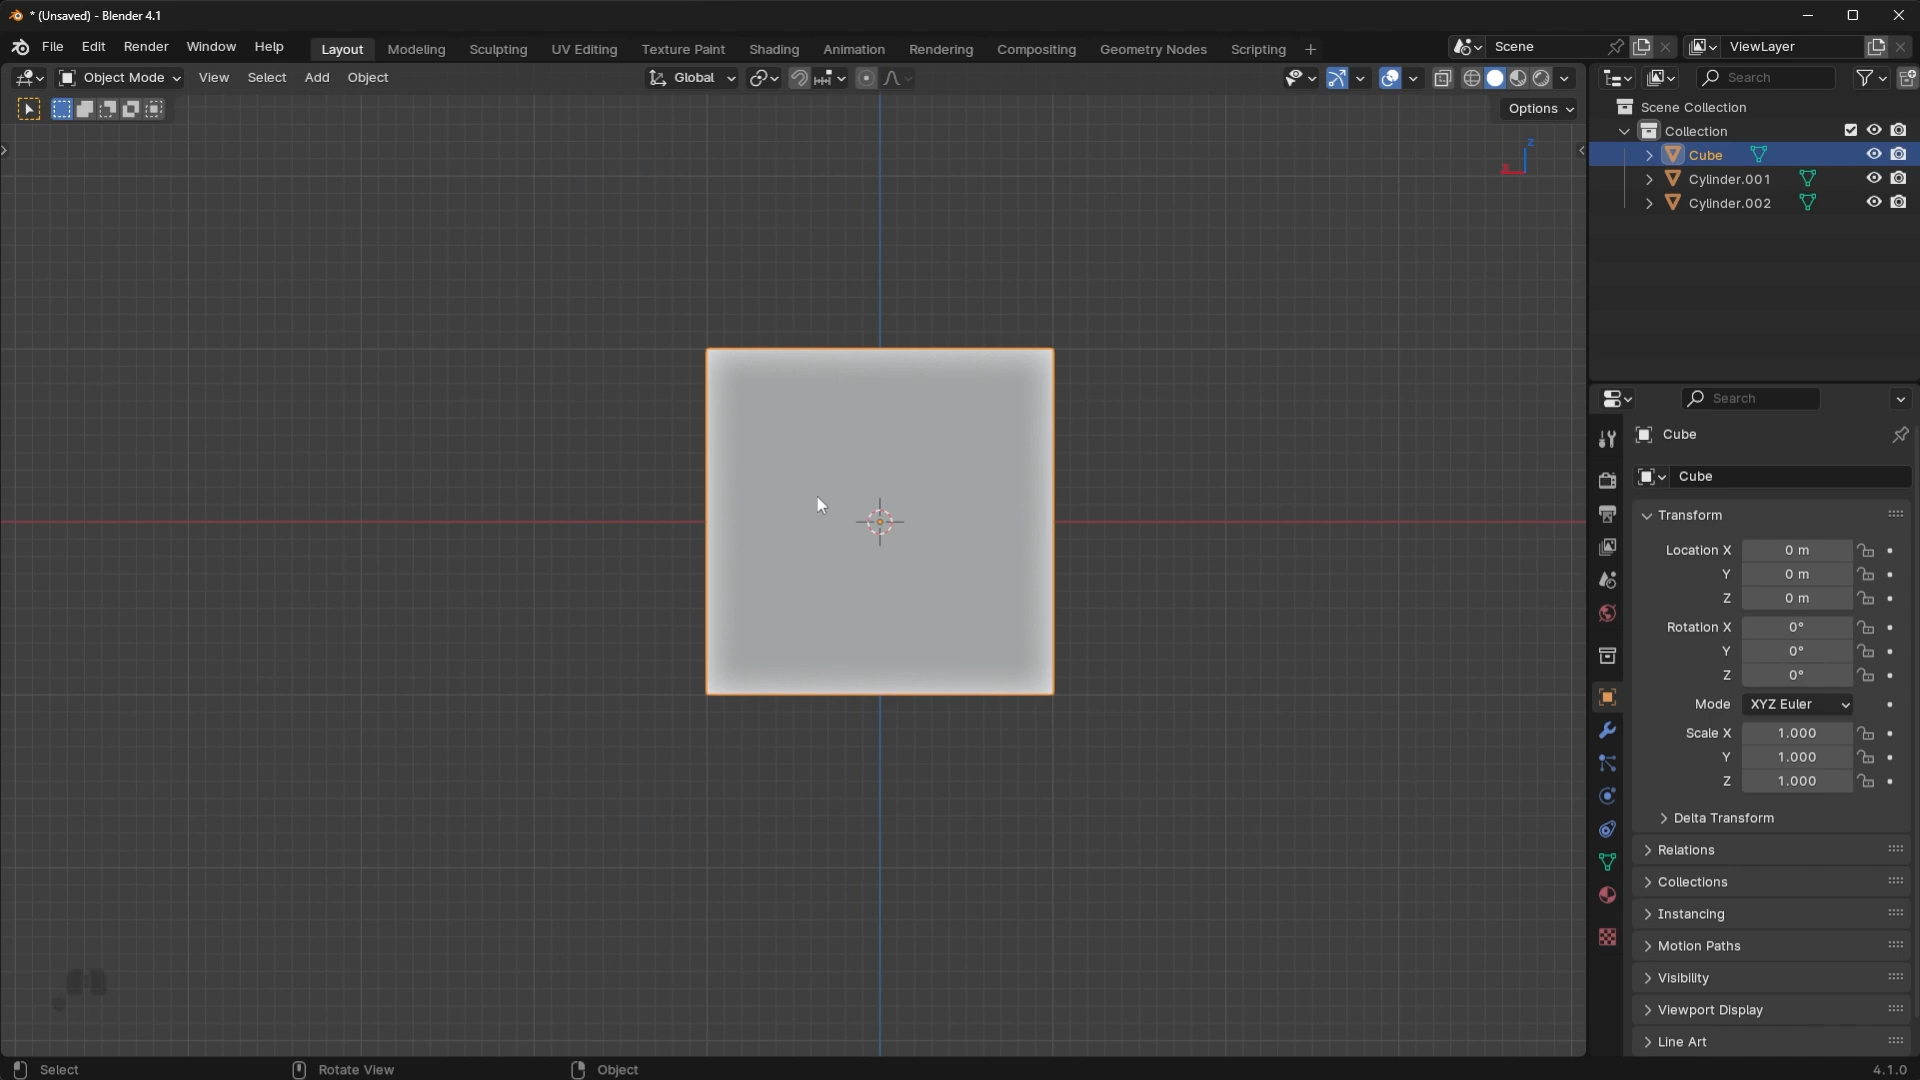 * (Unsaved) - Blender 4.1
File Edit Render Window Help Layout Modeling Sculpting UV Editing Texture Paint Shading Animation Rendering Compositing Geometry Nodes Scripting + Scene ViewLayer
Object Mode View Select Add Object Global Search
Options
Scene Collection
Collection
Cube
Cylinder.001
Cylinder.002
z
Search
Cube
Cube
Transform
Location X 0 m
Y 0 m
Z 0 m
Rotation X 0°
Y 0°
Z 0°
Mode XYZ Euler
Scale X 1.000
Y 1.000
Z 1.000
Delta Transform
Relations
Collections
Instancing
Motion Paths
Visibility
Viewport Display
Line Art
Select Rotate View Object 4.1.0